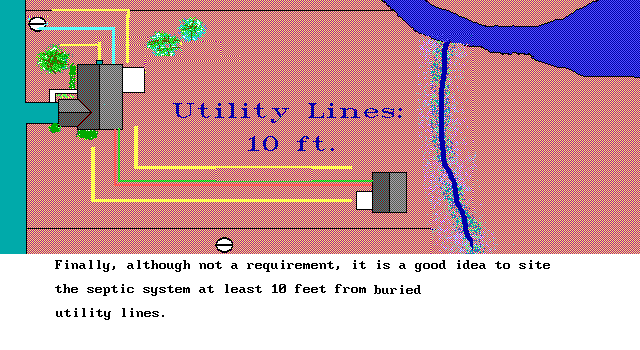 Utility Lines:
10 ft.
Finally, although not a requirement, it is a good idea to site
the septic system at least 10 feet from buried
utility lines.